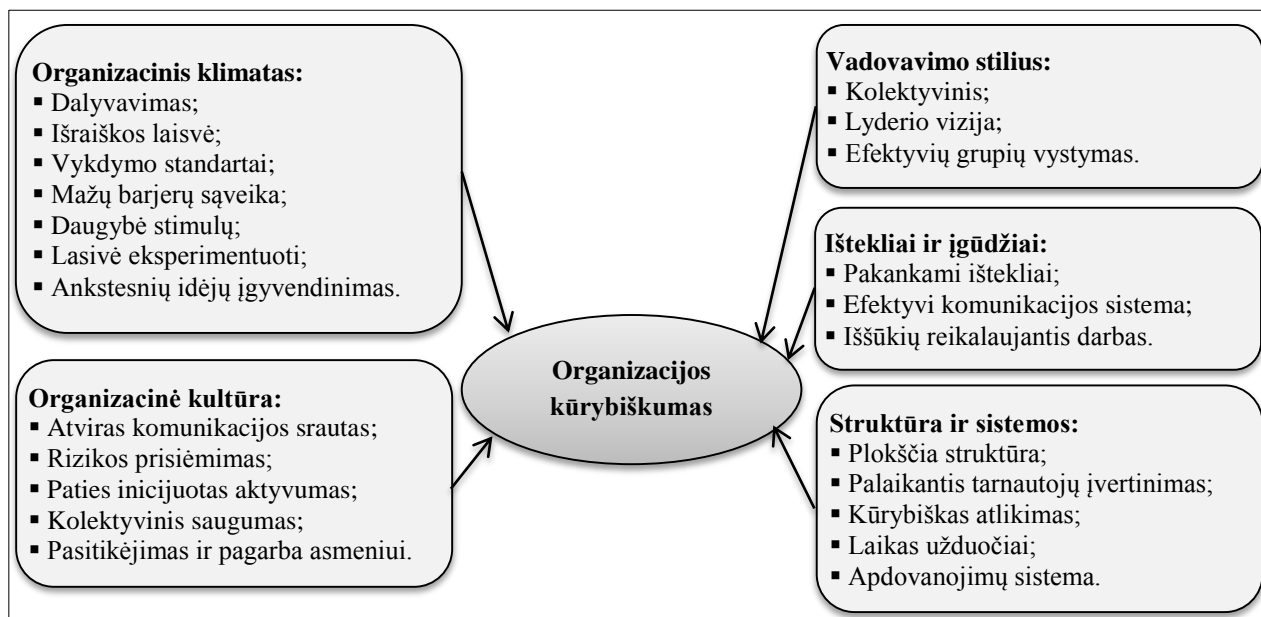 Organizacinis klimatas:
▪ Dalyvavimas;
▪ Išraiškos laisvė;
▪ Vykdymo standartai;
▪ Mažų barjerų sąveika;
▪ Daugybė stimulų;
▪ Lasivė eksperimentuoti;
▪ Ankstesnių idėjų įgyvendinimas.
Organizacinė kultūra:
▪ Atviras komunikacijos srautas;
▪ Rizikos prisiėmimas;
▪ Paties inicijuotas aktyvumas;
▪ Kolektyvinis saugumas;
▪ Pasitikėjimas ir pagarba asmeniui.
Organizacijos
kūrybiškumas
Vadovavimo stilius:
▪ Kolektyvinis;
▪ Lyderio vizija;
▪ Efektyvių grupių vystymas.
Ištekliai ir įgūdžiai:
▪ Pakankami ištekliai;
▪ Efektyvi komunikacijos sistema;
▪ Iššūkių reikalaujantis darbas.
Struktūra ir sistemos:
▪ Plokščia struktūra;
▪ Palaikantis tarnautojų įvertinimas;
▪ Kūrybiškas atlikimas;
▪ Laikas užduočiai;
▪ Apdovanojimų sistema.